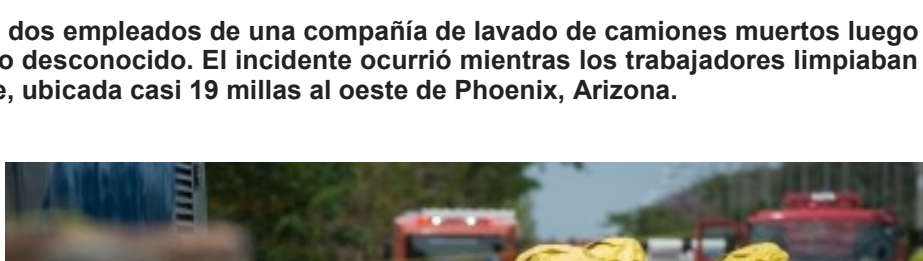 dos empleados de una compañía de lavado de camiones muertos luego
desconocido. El incidente ocurrió mientras los trabajadores limpiaban
ubicada casi 19 millas al oeste de Phoenix, Arizona.